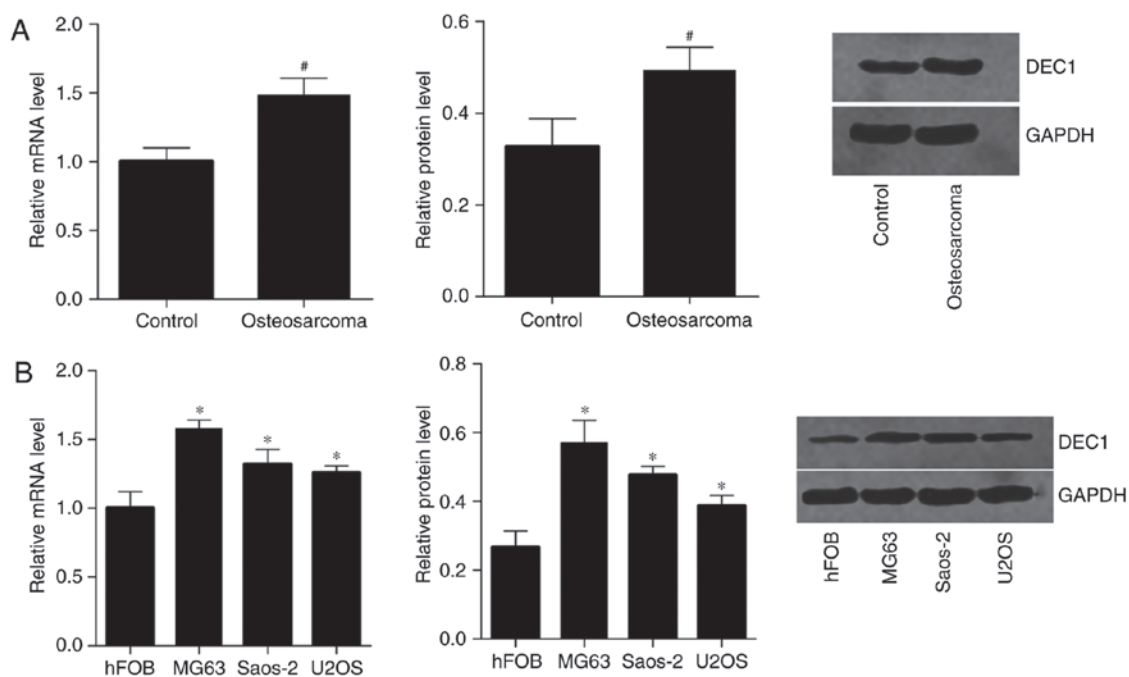 A
Relative mRNA level
2.0
1.5
1.0
0.5
0.0
#
Control Osteosarcoma
Relative protein level
0.6
0.4
0.2
0.0
#
Control Osteosarcoma
DEC1
GAPDH
Control
Osteosarcoma
B
Relative mRNA level
2.0
1.5
1.0
0.5
0.0
*
*
*
hFOB MG63 Saos-2 U2OS
Relative protein level
0.8
0.6
0.4
0.2
0.0
*
*
*
hFOB MG63 Saos-2 U2OS
DEC1
GAPDH
hFOB
MG63
Saos-2
U2OS